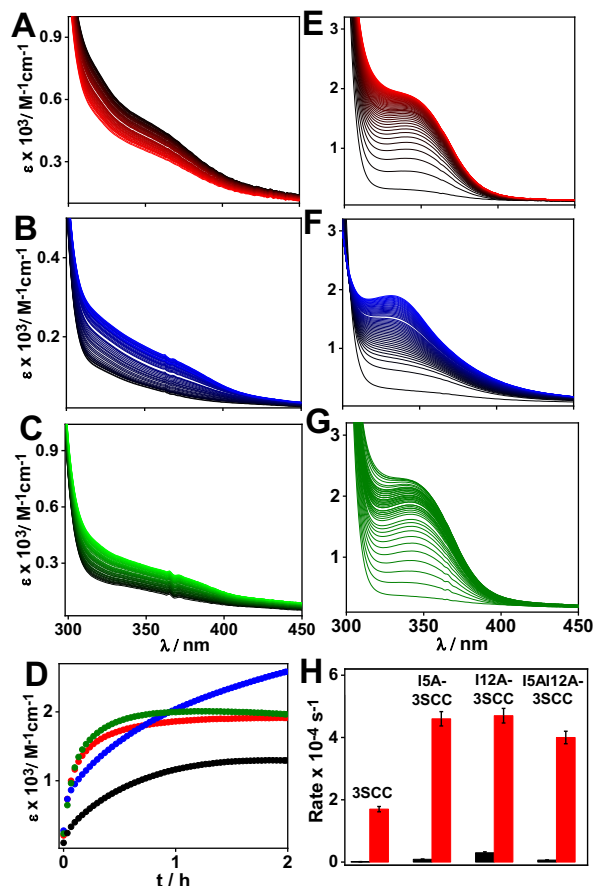 A
ε x 10³/ M⁻¹cm⁻¹
0.9
0.6
0.3
B
ε x 10³/ M⁻¹cm⁻¹
0.4
0.2
C
ε x 10³/ M⁻¹cm⁻¹
0.9
0.6
0.3
300 350 400 450
λ / nm
D
ε x 10³/ M⁻¹cm⁻¹
2
1
0 1 2
t / h
E
3
2
1
F
3
2
1
G
3
2
1
300 350 400 450
λ / nm
H
Rate x 10⁻⁴ s⁻¹
6
4
2
0
3SCC
I5A-
3SCC
I12A-
3SCC
I5AI12A-
3SCC